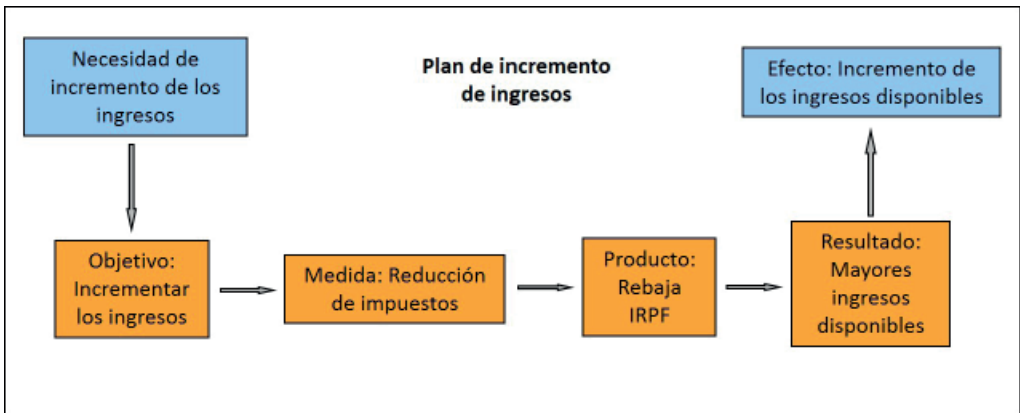 Necesidad de
incremento de los
ingresos
Plan de incremento
de ingresos
Efecto: Incremento de
los ingresos disponibles
Objetivo:
Incrementar
los ingresos
Medida: Reducción
de impuestos
Producto:
Rebaja
IRPF
Resultado:
Mayores
ingresos
disponibles